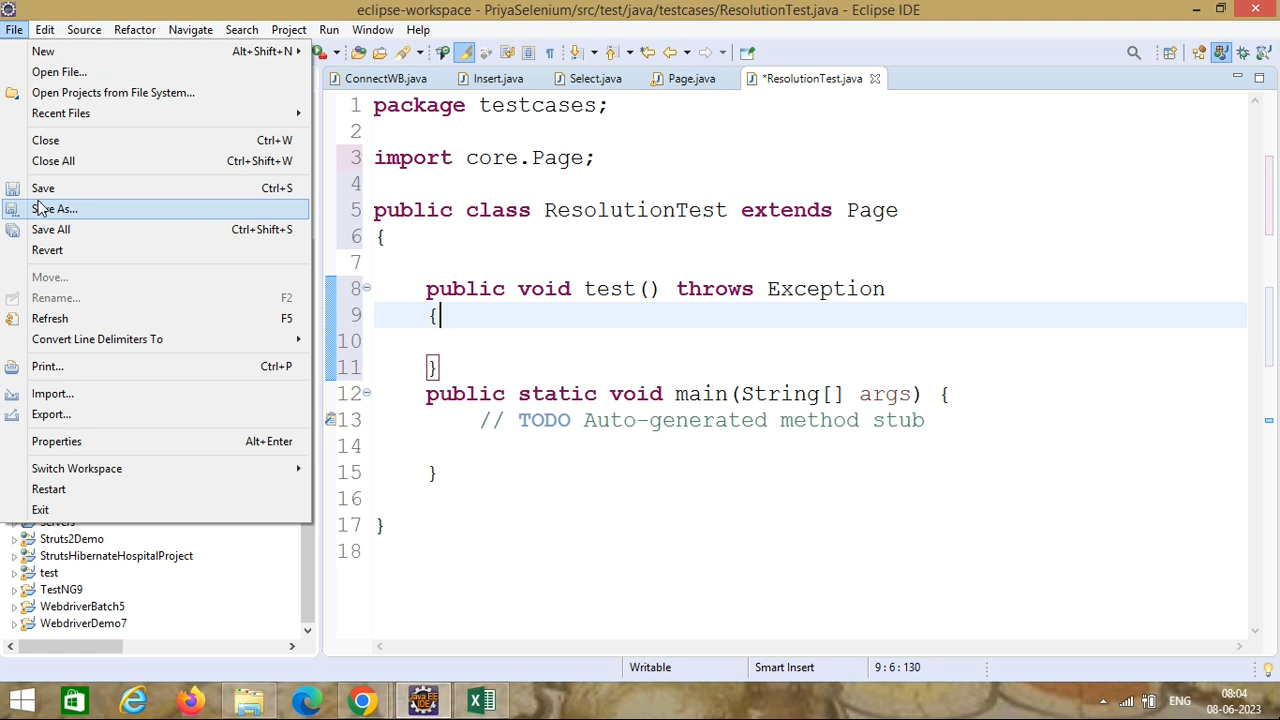 eclipse-workspace - PriyaSelenium/src/test/java/testcases/ResolutionTest.java - Eclipse IDE
File Edit Source Refactor Navigate Search Project Run Window Help
New Alt+Shift+N
Open File...
Open Projects from File System...
Recent Files
Close Ctrl+W
Close All Ctrl+Shift+W
Save Ctrl+S
Save As...
Save All Ctrl+Shift+S
Revert
Move...
Rename... F2
Refresh F5
Convert Line Delimiters To
Print... Ctrl+P
Import...
Export...
Properties Alt+Enter
Switch Workspace
Restart
Exit
Servers
Struts2Demo
StrutsHibernateHospitalProject
test
TestNG9
WebdriverBatch5
WebdriverDemo7
ConnectWB.java Insert.java Select.java Page.java *ResolutionTest.java
1 package testcases;
2
3 import core.Page;
4
5 public class ResolutionTest extends Page
6 {
7
8 public void test() throws Exception
9 {
10
11 }
12 public static void main(String[] args) {
13 // TODO Auto-generated method stub
14
15 }
16
17 }
18
Writable Smart Insert 9 : 6 : 130
ENG 08:04
08-06-2023